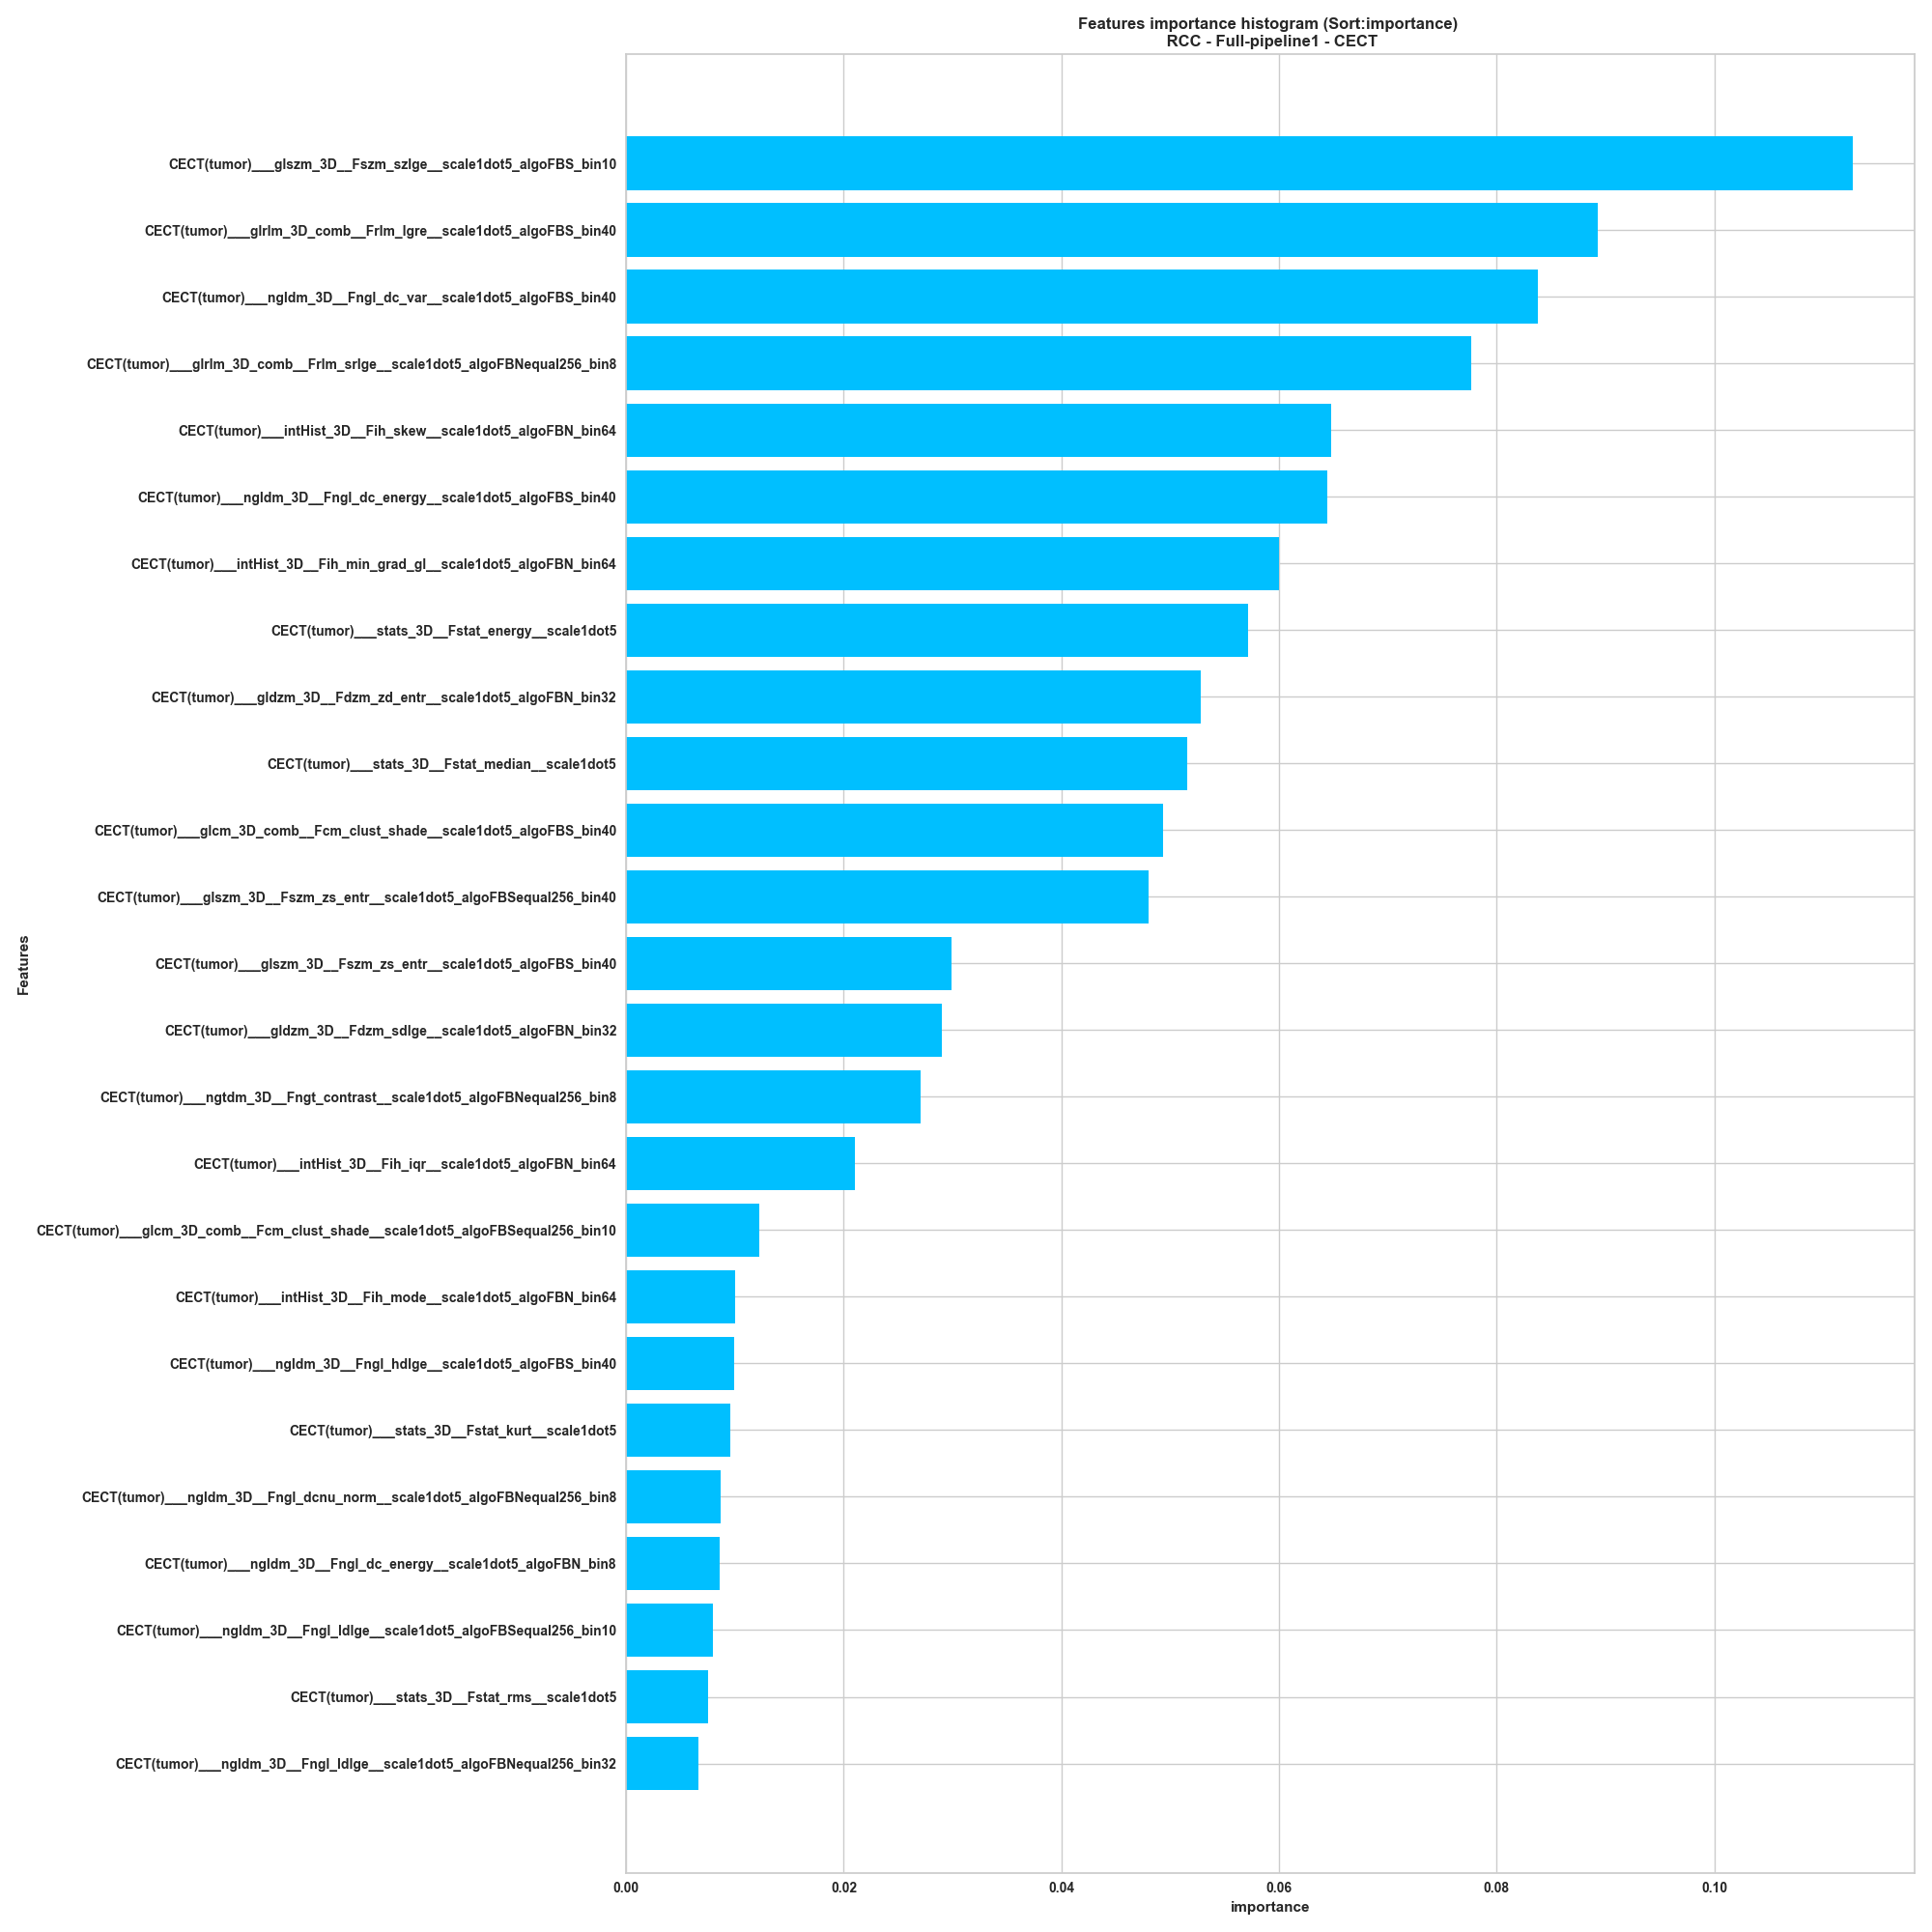 Features importance histogram (Sort:importance)
RCC - Full-pipeline1 - CECT
CECT(tumor)___glszm_3D__Fszm_szlge__scale1dot5_algoFBS_bin10
CECT(tumor)___glrlm_3D_comb__Frlm_lgre__scale1dot5_algoFBS_bin40
CECT(tumor)___ngldm_3D__Fngl_dc_var__scale1dot5_algoFBS_bin40
CECT(tumor)___glrlm_3D_comb__Frlm_srlge__scale1dot5_algoFBNequal256_bin8
CECT(tumor)___intHist_3D__Fih_skew__scale1dot5_algoFBN_bin64
CECT(tumor)___ngldm_3D__Fngl_dc_energy__scale1dot5_algoFBS_bin40
CECT(tumor)___intHist_3D__Fih_min_grad_gl__scale1dot5_algoFBN_bin64
CECT(tumor)___stats_3D__Fstat_energy__scale1dot5
CECT(tumor)___gldzm_3D__Fdzm_zd_entr__scale1dot5_algoFBN_bin32
CECT(tumor)___stats_3D__Fstat_median__scale1dot5
CECT(tumor)___glcm_3D_comb__Fcm_clust_shade__scale1dot5_algoFBS_bin40
CECT(tumor)___glszm_3D__Fszm_zs_entr__scale1dot5_algoFBSequal256_bin40
CECT(tumor)___glszm_3D__Fszm_zs_entr__scale1dot5_algoFBS_bin40
CECT(tumor)___gldzm_3D__Fdzm_sdlge__scale1dot5_algoFBN_bin32
CECT(tumor)___ngtdm_3D__Fngt_contrast__scale1dot5_algoFBNequal256_bin8
CECT(tumor)___intHist_3D__Fih_iqr__scale1dot5_algoFBN_bin64
CECT(tumor)___glcm_3D_comb__Fcm_clust_shade__scale1dot5_algoFBSequal256_bin10
CECT(tumor)___intHist_3D__Fih_mode__scale1dot5_algoFBN_bin64
CECT(tumor)___ngldm_3D__Fngl_hdlge__scale1dot5_algoFBS_bin40
CECT(tumor)___stats_3D__Fstat_kurt__scale1dot5
CECT(tumor)___ngldm_3D__Fngl_dcnu_norm__scale1dot5_algoFBNequal256_bin8
CECT(tumor)___ngldm_3D__Fngl_dc_energy__scale1dot5_algoFBN_bin8
CECT(tumor)___ngldm_3D__Fngl_ldlge__scale1dot5_algoFBSequal256_bin10
CECT(tumor)___stats_3D__Fstat_rms__scale1dot5
CECT(tumor)___ngldm_3D__Fngl_ldlge__scale1dot5_algoFBNequal256_bin32
Features
0.00 0.02 0.04 0.06 0.08 0.10
importance